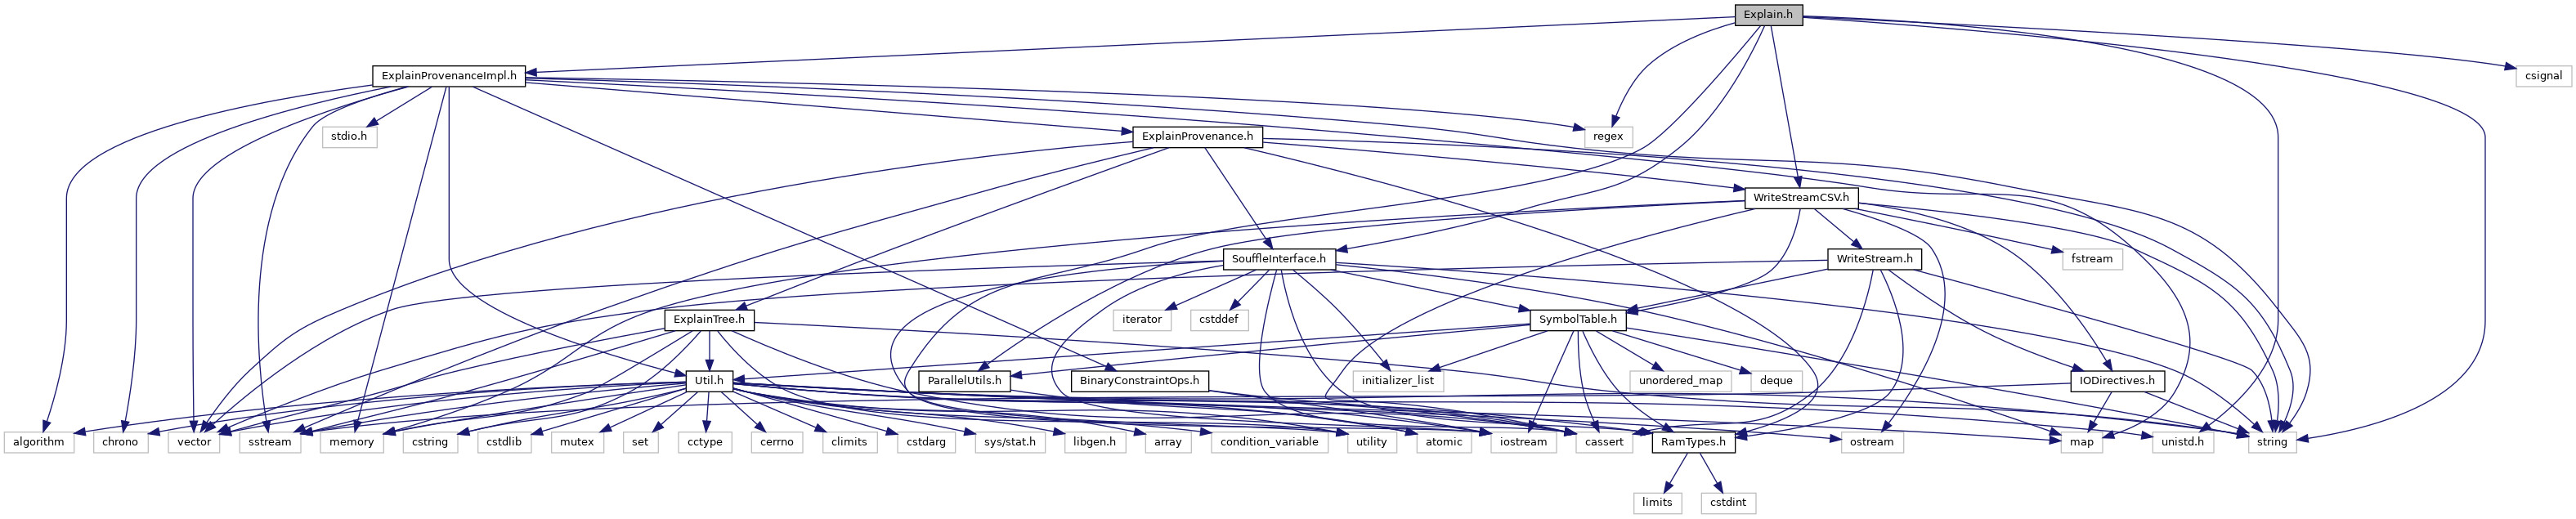 Explain.h
ExplainProvenanceImpl.h
csignal
stdio.h
ExplainProvenance.h
regex
WriteStreamCSV.h
SouffleInterface.h
WriteStream.h
fstream
iterator
cstddef
ExplainTree.h
SymbolTable.h
Util.h
ParallelUtils.h
BinaryConstraintOps.h
initializer_list
unordered_map
deque
IODirectives.h
algorithm
chrono
vector
sstream
memory
cstring
cstdlib
mutex
set
cctype
cerrno
climits
cstdarg
sys/stat.h
libgen.h
array
condition_variable
utility
atomic
iostream
cassert
RamTypes.h
ostream
map
unistd.h
string
limits
cstdint